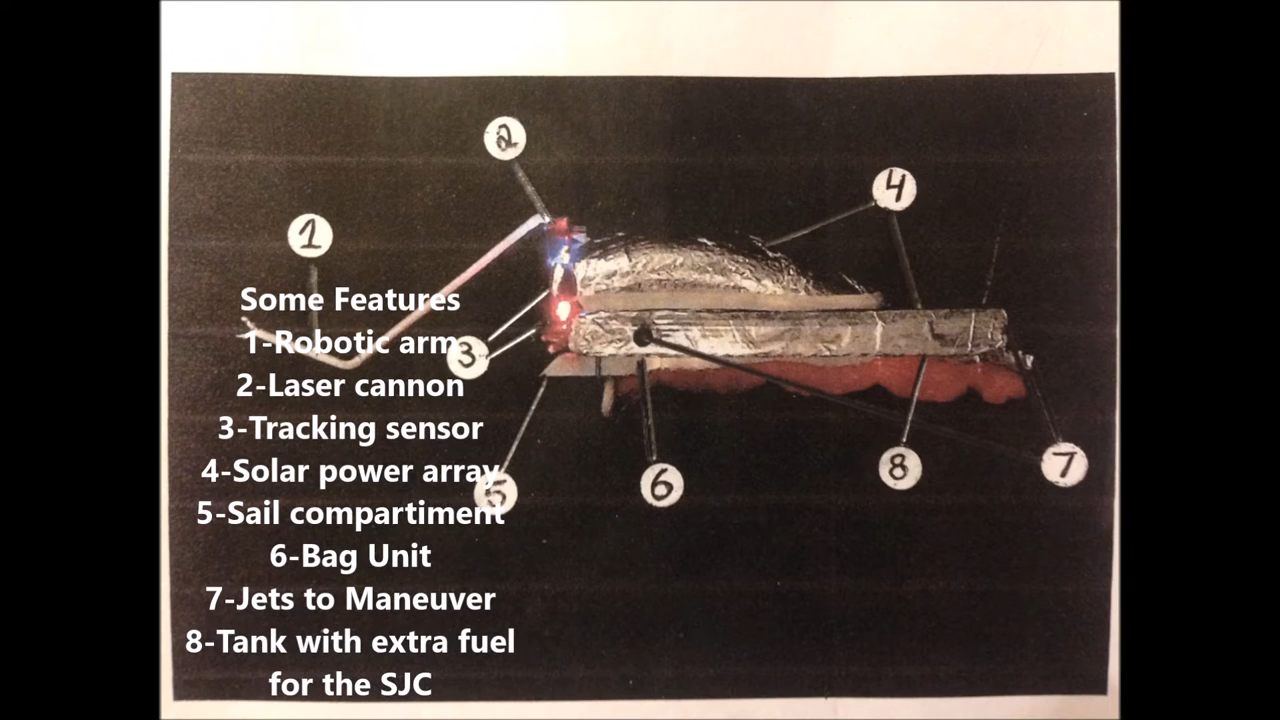 2
4
1
Some Features
1-Robotic arm
3
2-Laser cannon
3-Tracking sensor
4-Solar power array
8
7
6
5
5-Sail compartiment
6-Bag Unit
7-Jets to Maneuver
8-Tank with extra fuel
for the SJC